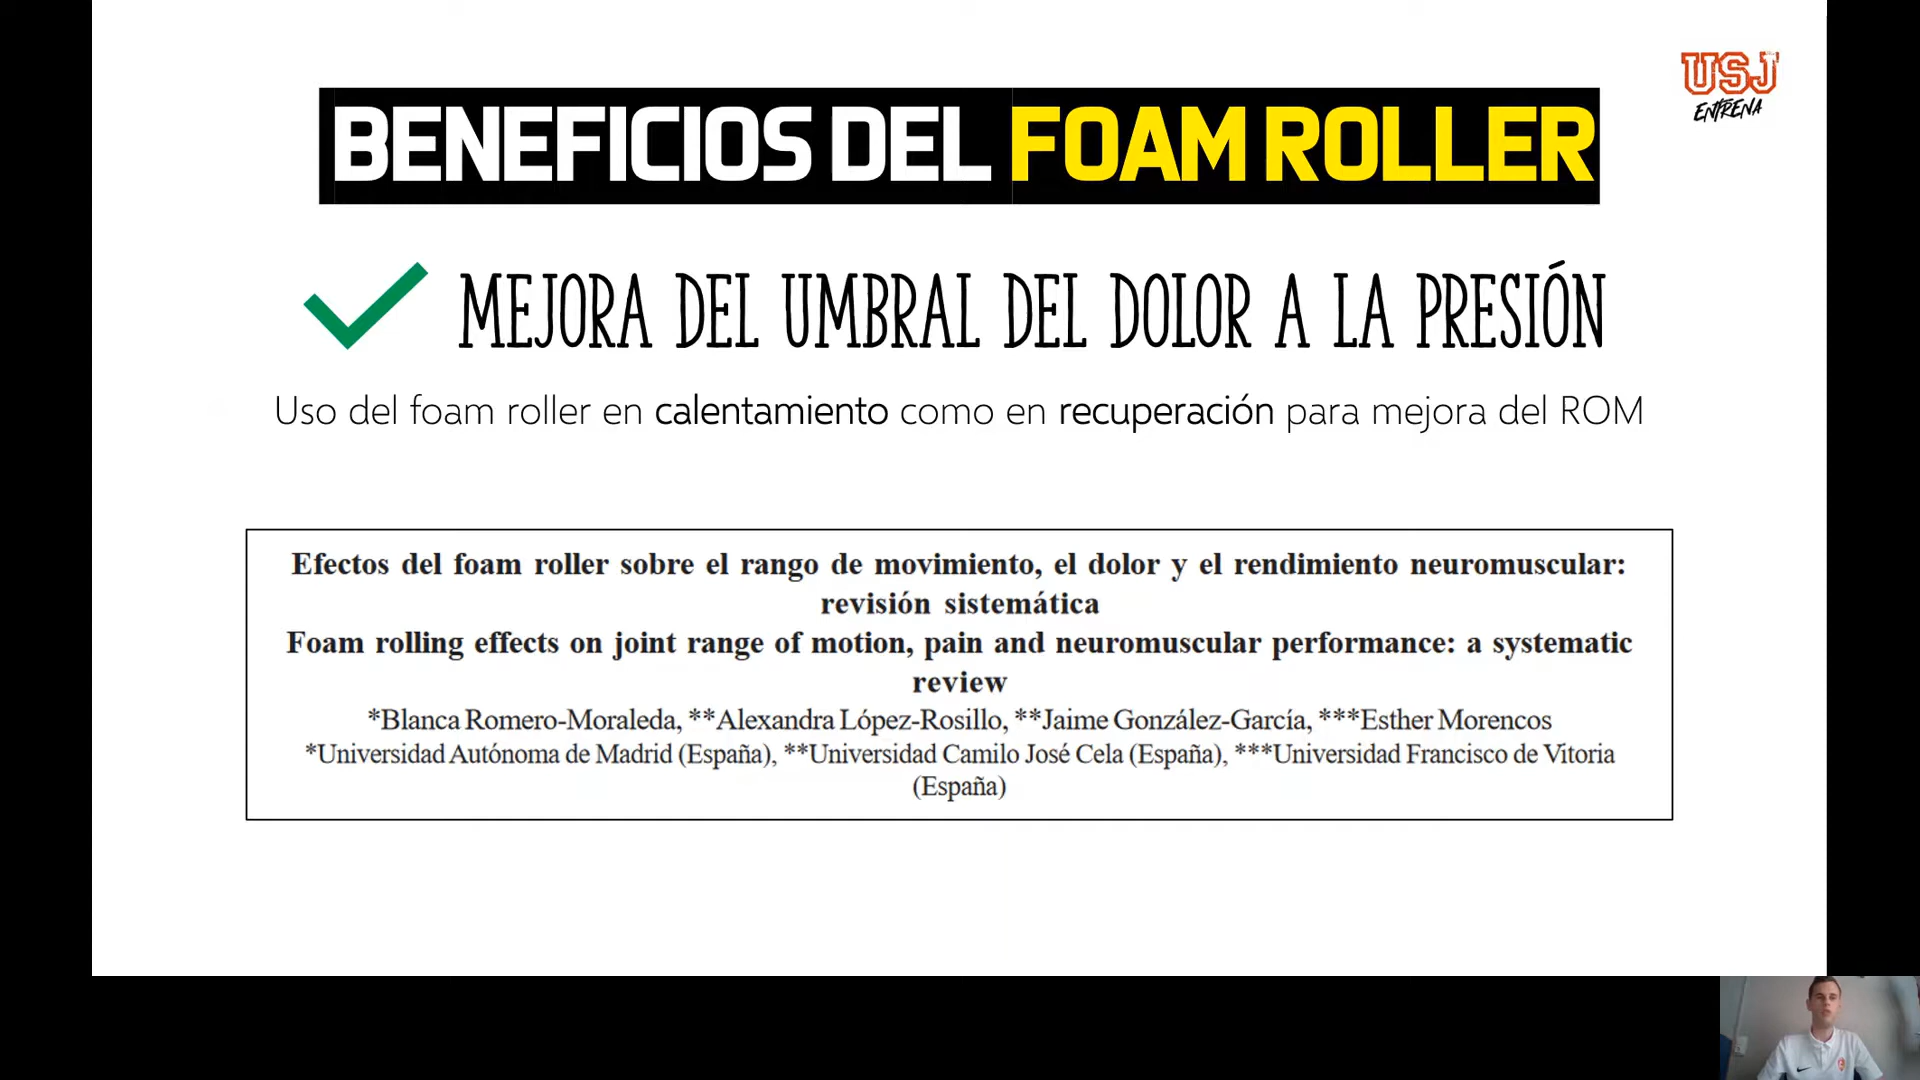 USJ
ENTRENA
BENEFICIOS DEL FOAM ROLLER
MEJORA DEL UMBRAL DEL DOLOR A LA PRESIÓN
Uso del foam roller en calentamiento como en recuperación para mejora del ROM
Efectos del foam roller sobre el rango de movimiento, el dolor y el rendimiento neuromuscular:
revisión sistemática
Foam rolling effects on joint range of motion, pain and neuromuscular performance: a systematic
review
*Blanca Romero-Moraleda, **Alexandra López-Rosillo, **Jaime González-García, ***Esther Morencos
*Universidad Autónoma de Madrid (España), **Universidad Camilo José Cela (España), ***Universidad Francisco de Vitoria
(España)